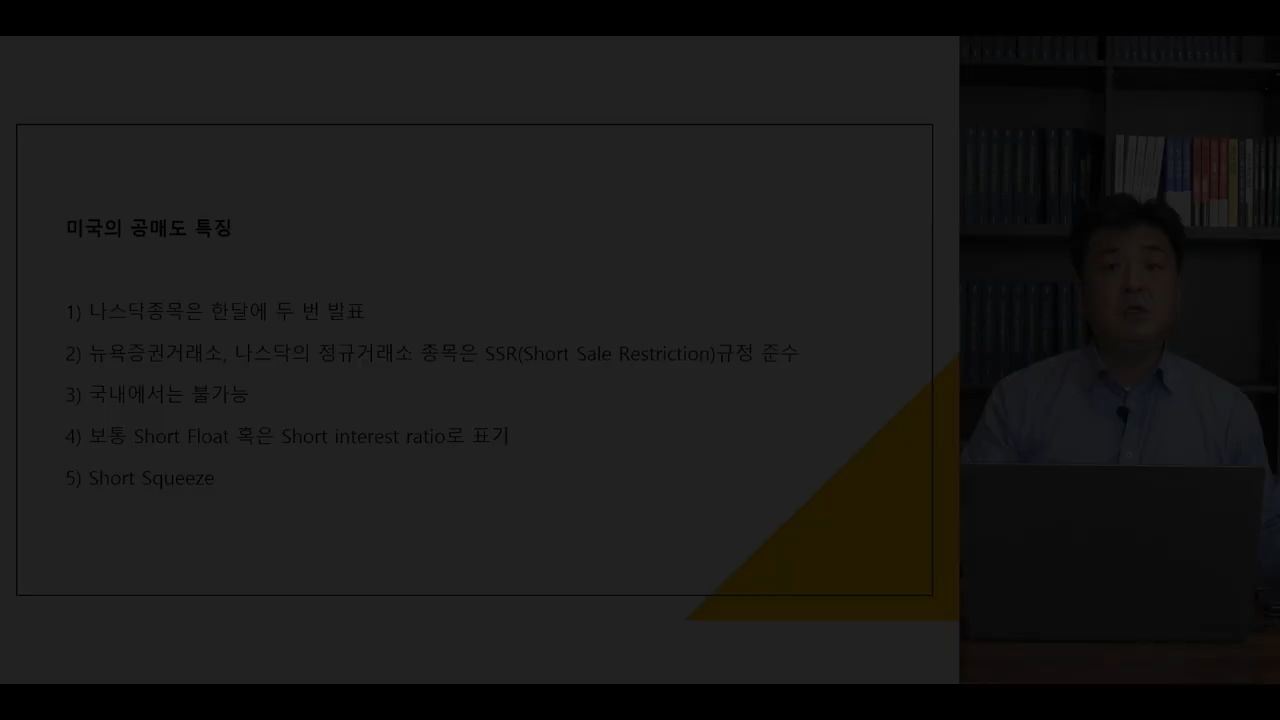 미국의 공매도 특징
1) 나스닥종목은 한달에 두 번 발표
2) 뉴욕증권거래소, 나스닥의 정규거래소 종목은 SSR(Short Sale Restriction)규정 준수
3) 국내에서는 불가능
4) 보통 Short Float 혹은 Short interest ratio로 표기
5) Short Squeeze